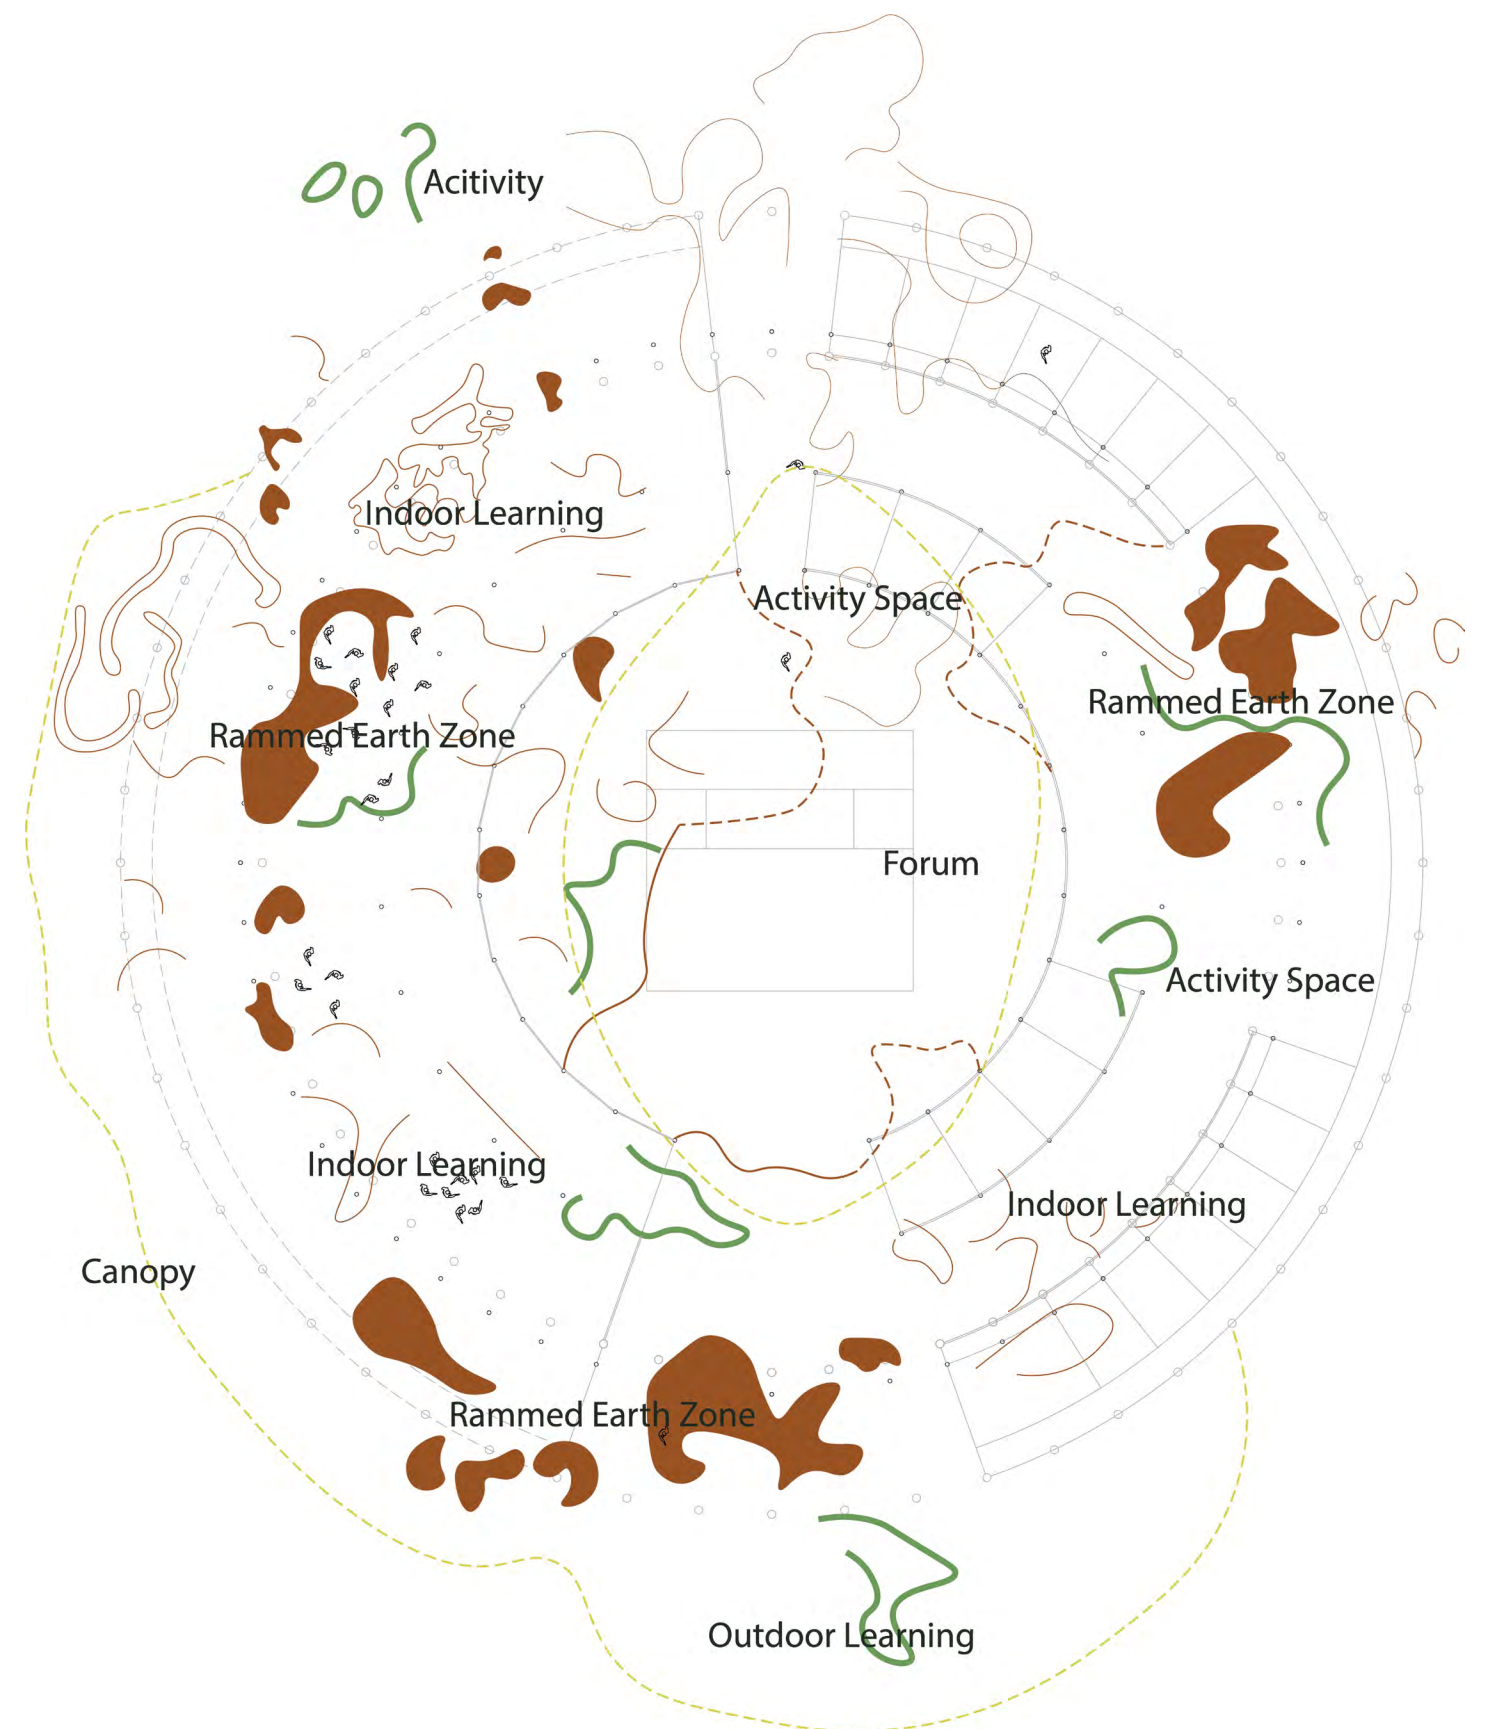 Acitivity
Indoor Learning
Activity Space
Rammed Earth Zone
Rammed Earth Zone
Forum
Activity Space
Indoor Learning
Indoor Learning
Canopy
Rammed Earth Zone
Outdoor Learning